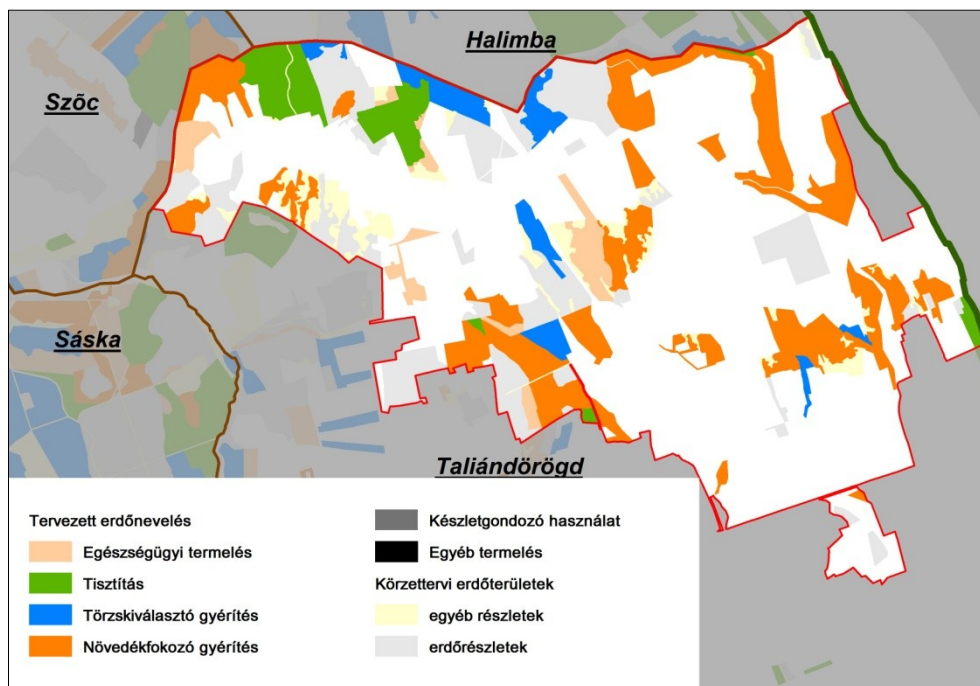 Halimba
Szõc
Sáska
Taliándörögd
Tervezett erdőnevelés
Egészségügyi termelés
Tisztítás
Törzskiválasztó gyérítés
Növedékfokozó gyérítés
Készletgondozó használat
Egyéb termelés
Körzettervi erdőterületek
egyéb részletek
erdőrészletek